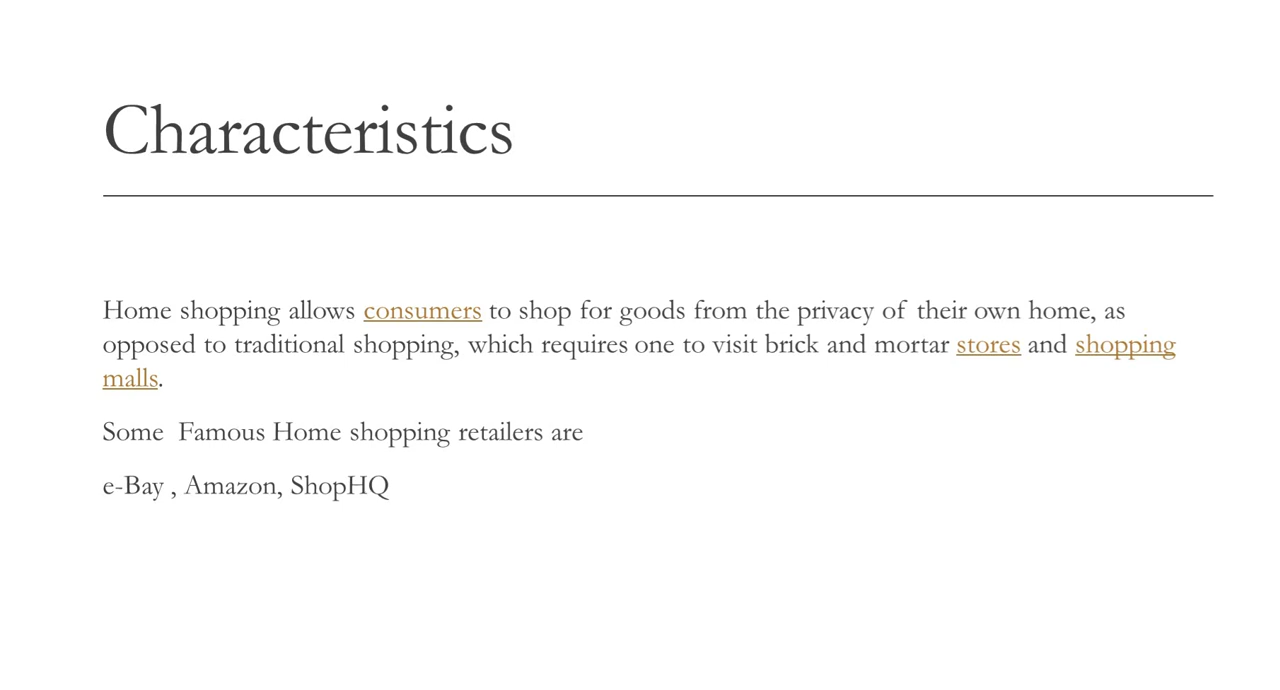 Characteristics
Home shopping allows consumers to shop for goods from the privacy of their own home, as
opposed to traditional shopping, which requires one to visit brick and mortar stores and shopping
malls.
Some  Famous Home shopping retailers are
e-Bay , Amazon, ShopHQ